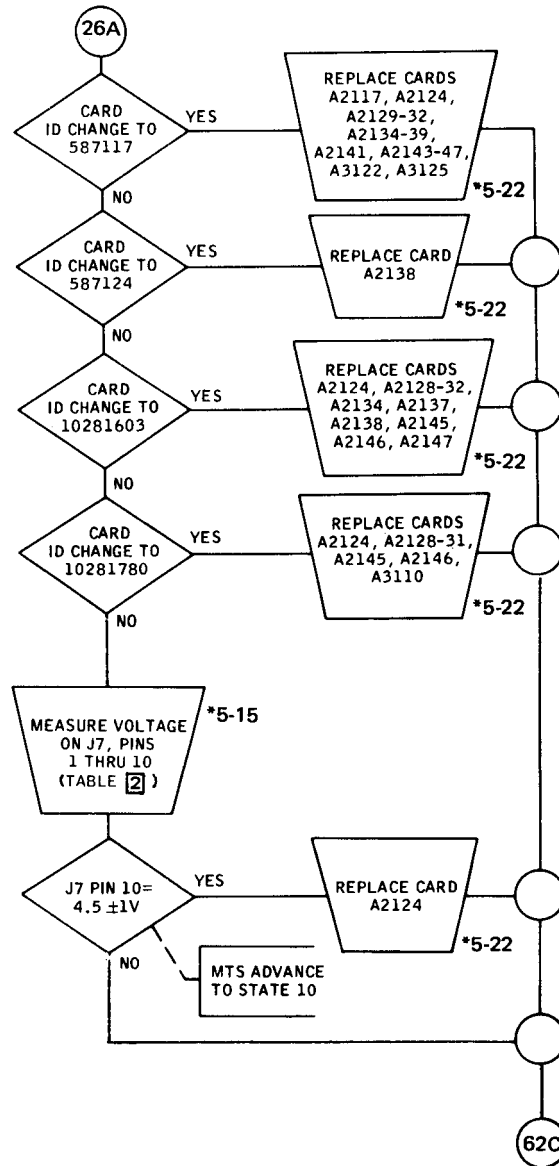 26A
CARD
ID CHANGE TO
587117
YES
NO
REPLACE CARDS
A2117, A2124,
A2129-32
A2134-39,
A2141, A2143-47,
A3122, A3125
*5-22
CARD
ID CHANGE TO
587124
YES
NO
REPLACE CARD
A2138
*5-22
CARD
ID CHANGE TO
10281603
YES
NO
REPLACE CARDS
A2124, A2128-32,
A2134, A2137,
A2138, A2145,
A2146, A2147
*5-22
CARD
ID CHANGE TO
10281780
YES
NO
REPLACE CARDS
A2124, A2128-31,
A2145, A2146,
A3110
*5-22
MEASURE VOLTAGE
ON J7, PINS
1 THRU 10
(TABLE 2 )
*5-15
J7 PIN 10=
4.5 ±1V
YES
NO
REPLACE CARD
A2124
*5-22
MTS ADVANCE
TO STATE 10
62C